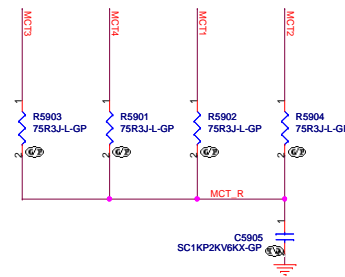 MCT3
MCT4
MCT1
MCT2
1
1
1
1
R5903
75R3J-L-GP
R5901
75R3J-L-GP
R5902
75R3J-L-GP
R5904
75R3J-L-G
2
2
2
2
MCT_R
1
C5905
SC1KP2KV6KX-GP